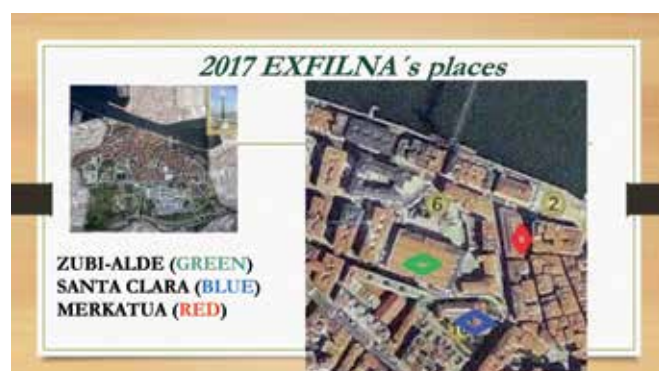 2017 EXFILNA´s places
6
2
ZUBI-ALDE (GREEN)
SANTA CLARA (BLUE)
MERKATUA (RED)